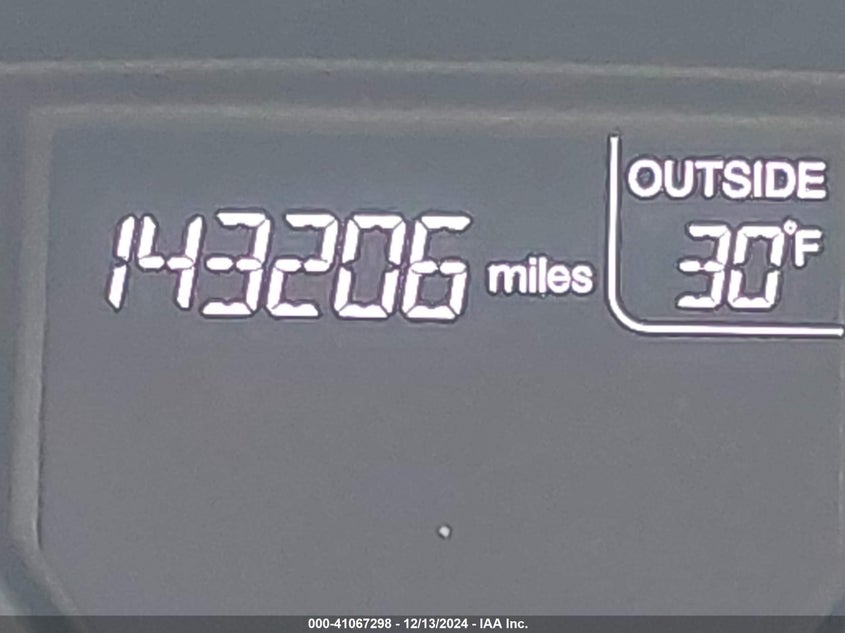 OUTSIDE
143206 miles
30°F
000-41067298 - 12/13/2024 - IAA Inc.